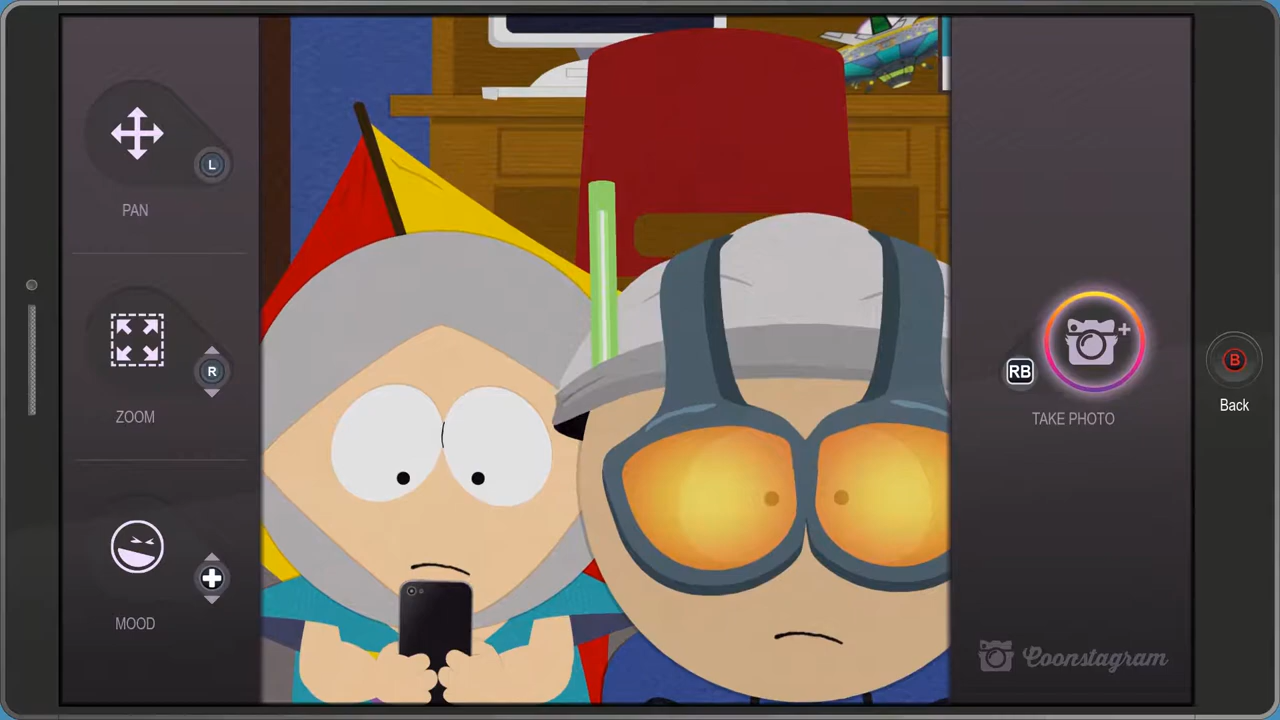 L
PAN
R
ZOOM
MOOD
RB
TAKE PHOTO
B
Back
Coonstagram